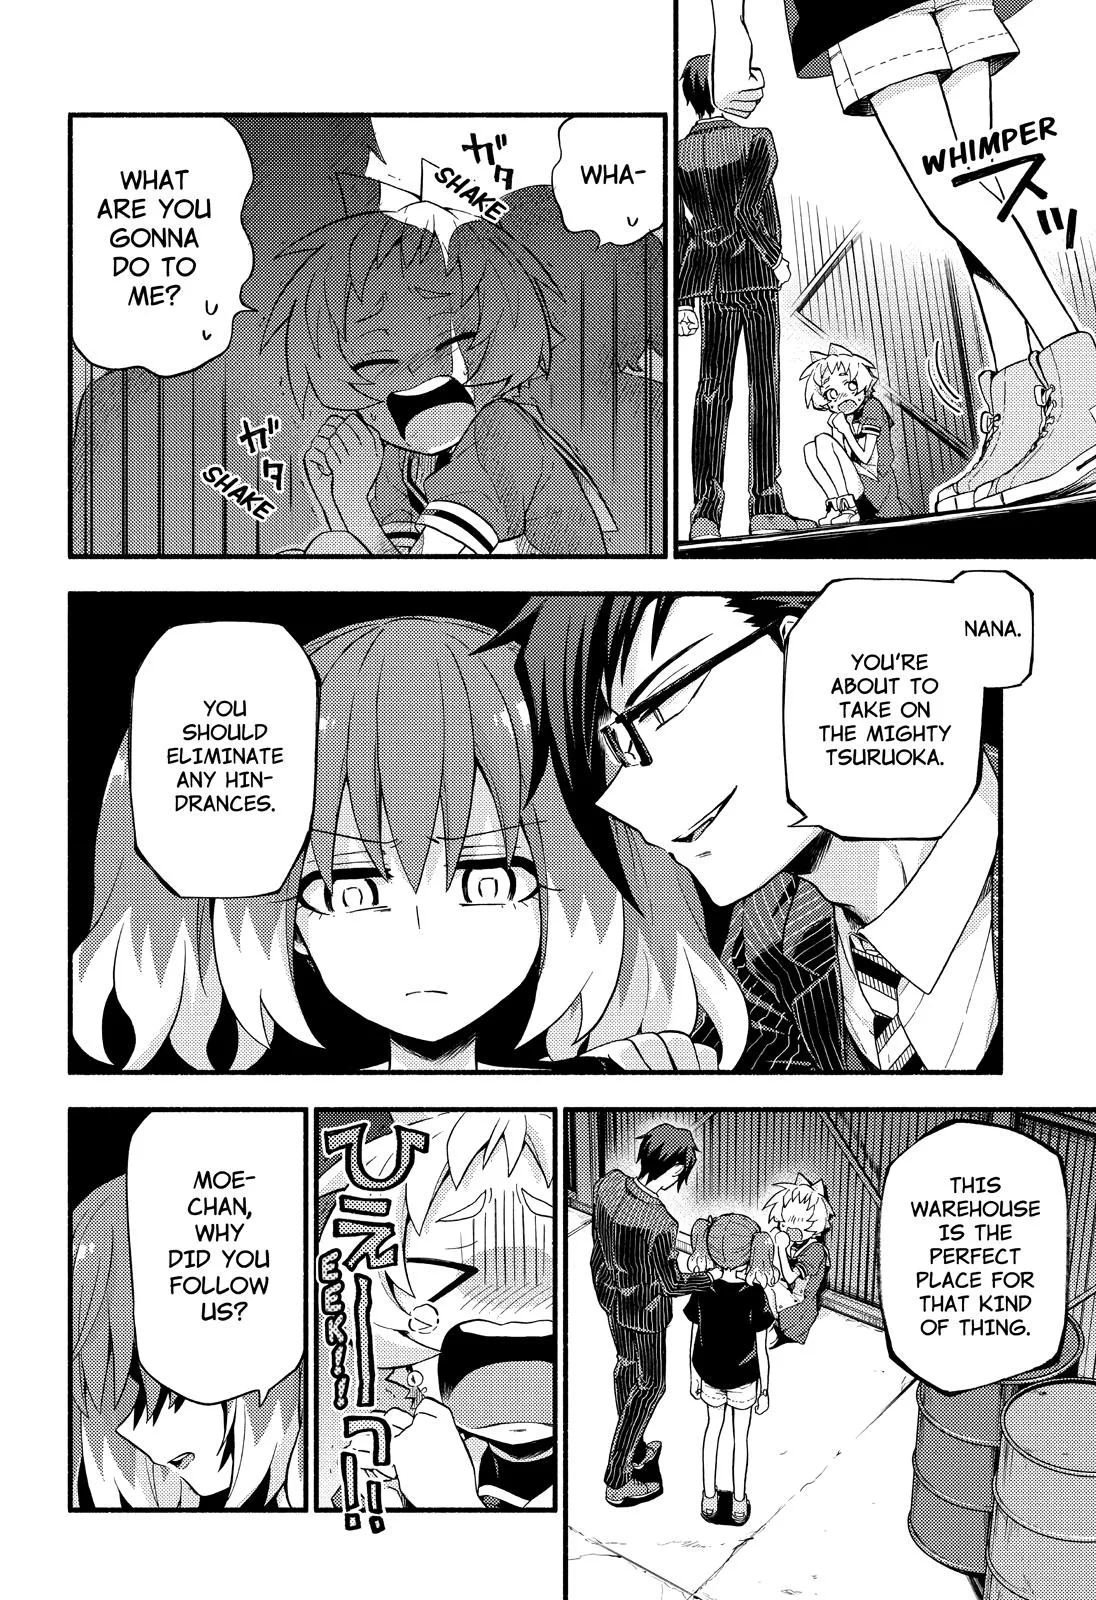 WHIMPER
スッ
WHA-
ガタ
SHAKE
WHAT
ARE YOU
GONNA
DO TO
ME?
ガタ
SHAKE
NANA.
YOU'RE
ABOUT TO
TAKE ON
THE MIGHTY
TSURUOKA.
YOU
SHOULD
ELIMINATE
ANY HIN-
DRANCES.
THIS
WAREHOUSE
IS THE
PERFECT
PLACE FOR
THAT KIND
OF THING.
ひえーっ!!
EEEK!!
MOE-
CHAN,
WHY
DID YOU
FOLLOW
US?